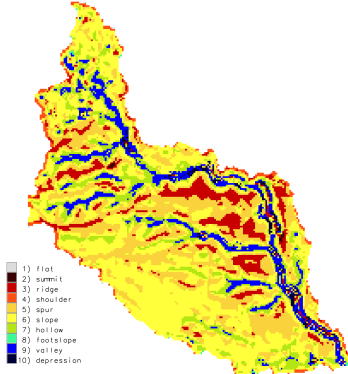 1) flat
2) summit
3) ridge
4) shoulder
5) spur
6) slope
7) hollow
8) footslope
9) valley
10) depression